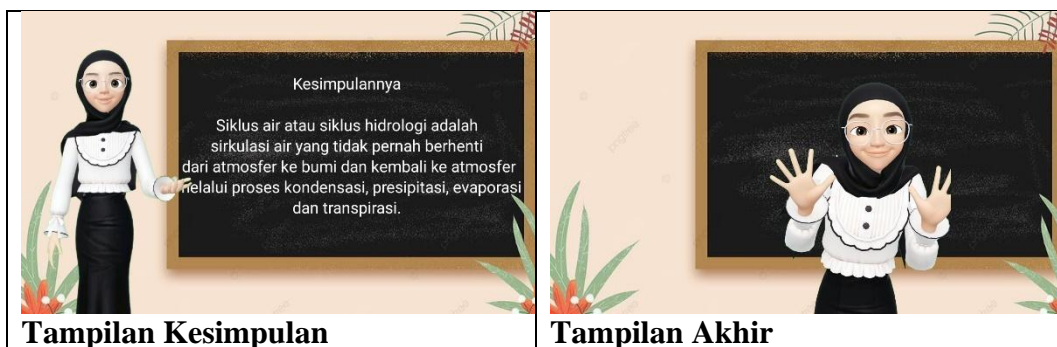 Kesimpulannya
Siklus air atau siklus hidrologi adalah
sirkulasi air yang tidak pernah berhenti
dari atmosfer ke bumi dan kembali ke atmosfer
melalui proses kondensasi, presipitasi, evaporasi
dan transpirasi.
Tampilan Kesimpulan
Tampilan Akhir